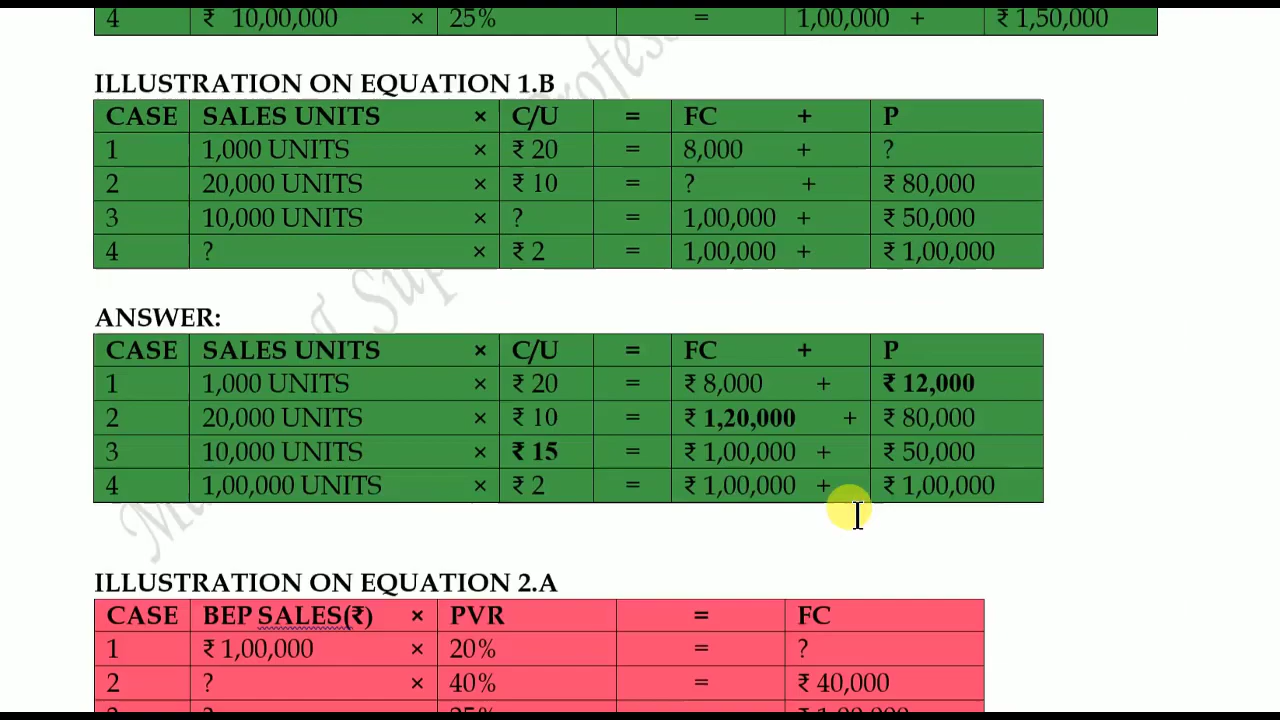 4 ₹ 10,00,000 × 25% = 1,00,000 + ₹ 1,50,000
ILLUSTRATION ON EQUATION 1.B
CASE SALES UNITS × C/U = FC + P
1 1,000 UNITS × ₹ 20 = 8,000 + ?
2 20,000 UNITS × ₹ 10 = ? + ₹ 80,000
3 10,000 UNITS × ? = 1,00,000 + ₹ 50,000
4 ? × ₹ 2 = 1,00,000 + ₹ 1,00,000
ANSWER:
CASE SALES UNITS × C/U = FC + P
1 1,000 UNITS × ₹ 20 = ₹ 8,000 + ₹ 12,000
2 20,000 UNITS × ₹ 10 = ₹ 1,20,000 + ₹ 80,000
3 10,000 UNITS × ₹ 15 = ₹ 1,00,000 + ₹ 50,000
4 1,00,000 UNITS × ₹ 2 = ₹ 1,00,000 + ₹ 1,00,000
ILLUSTRATION ON EQUATION 2.A
CASE BEP SALES(₹) × PVR = FC
1 ₹ 1,00,000 × 20% = ?
2 ? × 40% = ₹ 40,000